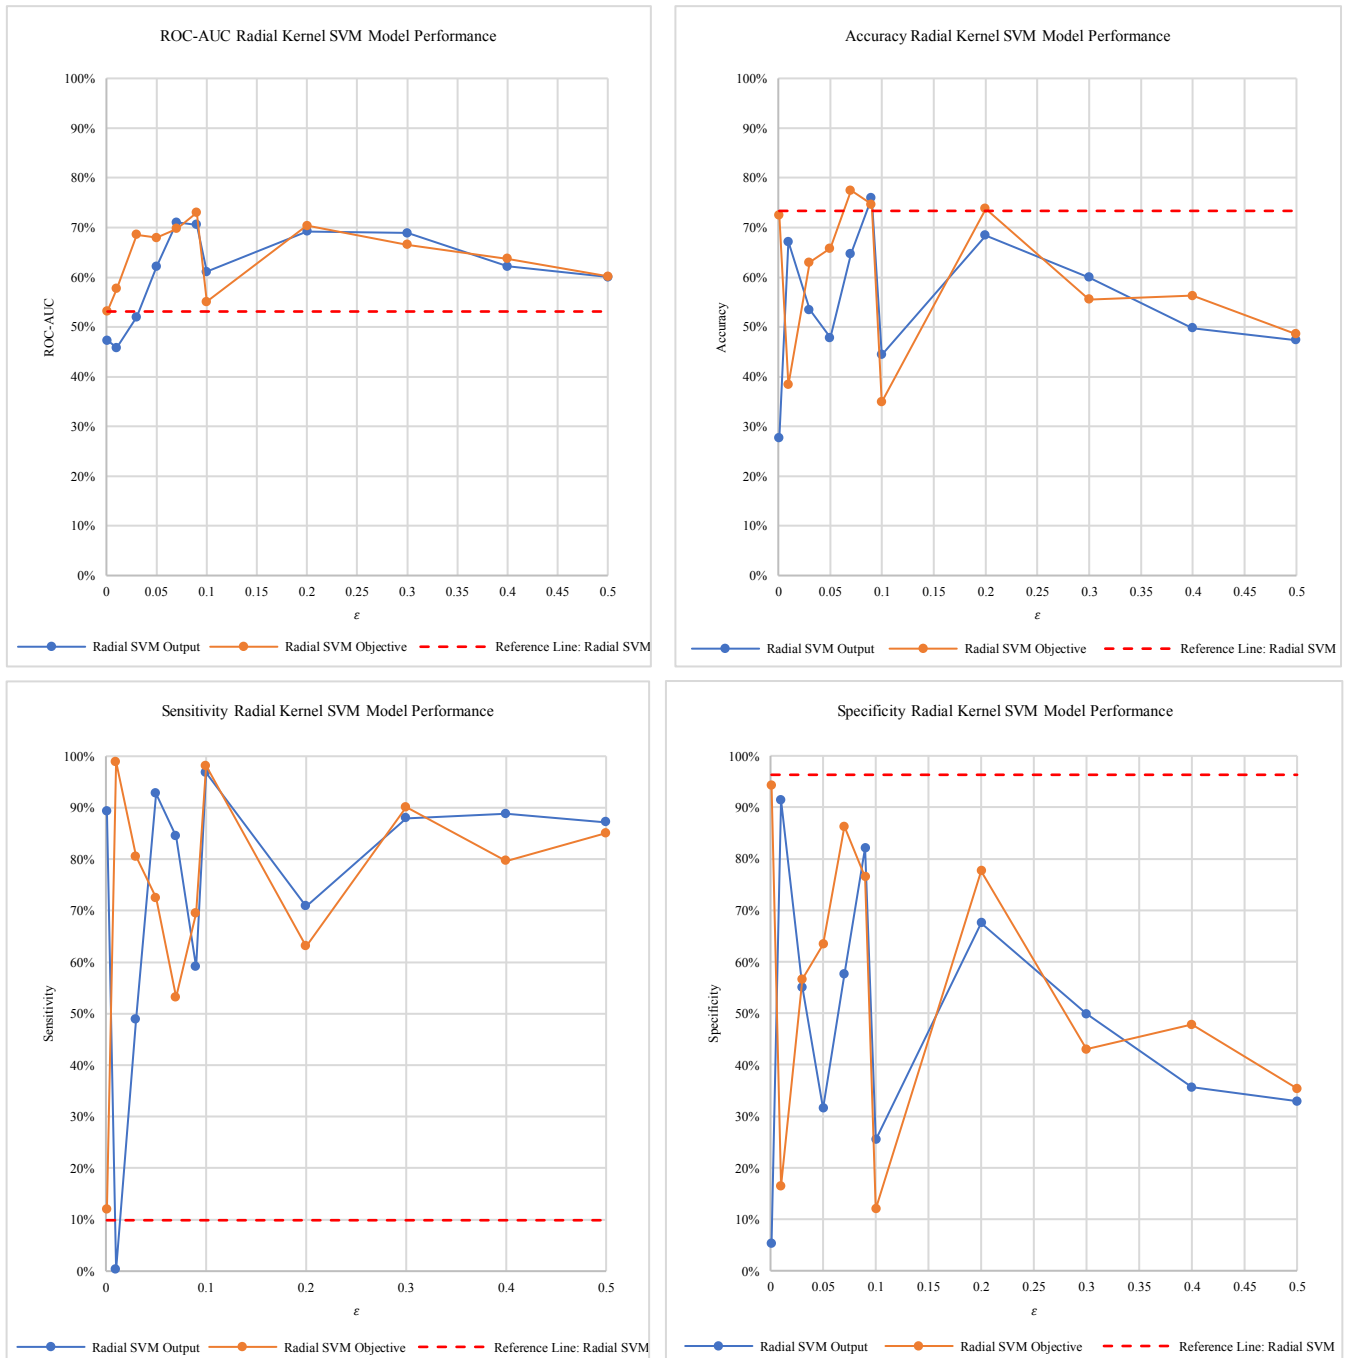 ROC-AUC Radial Kernel SVM Model Performance
100%
90%
80%
70%
60%
50%
40%
30%
20%
10%
0%
ROC-AUC
0 0.05 0.1 0.15 0.2 0.25 0.3 0.35 0.4 0.45 0.5
ε
Radial SVM Output Radial SVM Objective Reference Line: Radial SVM
Accuracy Radial Kernel SVM Model Performance
100%
90%
80%
70%
60%
50%
40%
30%
20%
10%
0%
Accuracy
0 0.05 0.1 0.15 0.2 0.25 0.3 0.35 0.4 0.45 0.5
ε
Radial SVM Output Radial SVM Objective Reference Line: Radial SVM
Sensitivity Radial Kernel SVM Model Performance
100%
90%
80%
70%
60%
50%
40%
30%
20%
10%
0%
Sensitivity
0 0.1 0.2 0.3 0.4 0.5
ε
Radial SVM Output Radial SVM Objective Reference Line: Radial SVM
Specificity Radial Kernel SVM Model Performance
100%
90%
80%
70%
60%
50%
40%
30%
20%
10%
0%
Specificity
0 0.05 0.1 0.15 0.2 0.25 0.3 0.35 0.4 0.45 0.5
ε
Radial SVM Output Radial SVM Objective Reference Line: Radial SVM